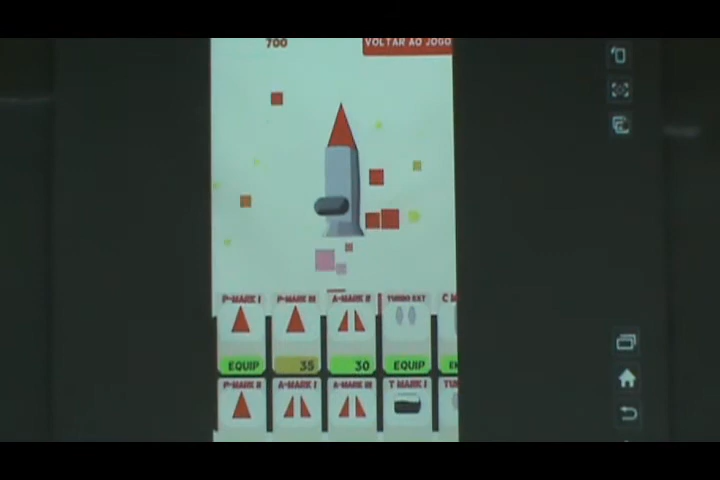 700
VOLTAR AO JOGO
P-MARK I
P-MARK III
A-MARK II
TURBO EXT
C M
EQUIP
35
30
EQUIP
P-MARK II
A-MARK I
A-MARK III
T MARK I